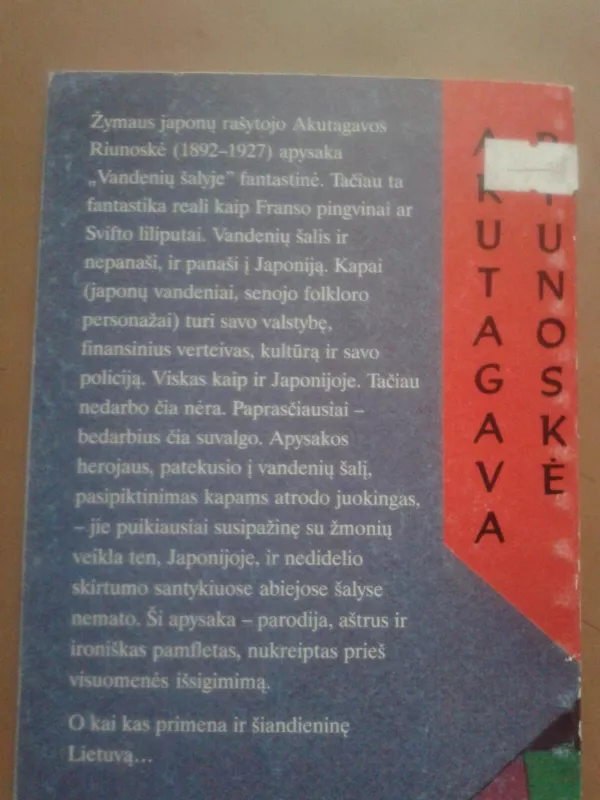 Žymaus japonų rašytojo Akutagavos
Riunoskė (1892–1927) apysaka
„Vandenių šalyje” fantastinė. Tačiau ta
fantastika reali kaip Franso pingvinai ar
Svifto liliputai. Vandenių šalis ir
nepanaši, ir panaši į Japoniją. Kapai
(japonų vandeniai, senojo folkloro
personažai) turi savo valstybę,
finansinius verteivas, kultūrą ir savo
policiją. Viskas kaip ir Japonijoje. Tačiau
nedarbo čia nėra. Paprasčiausiai –
bedarbius čia suvalgo. Apysakos
herojaus, patekusio į vandenių šalį,
pasipiktinimas kapams atrodo juokingas,
– jie puikiausiai susipažinę su žmonių
veikla ten, Japonijoje, ir nedidelio
skirtumo santykiuose abiejose šalyse
nemato. Ši apysaka – parodija, aštrus ir
ironiškas pamfletas, nukreiptas prieš
visuomenės išsigimimą.
O kai kas primena ir šiandieninę
Lietuvą...
AKUTAGAVA
RIUNOSKĖ